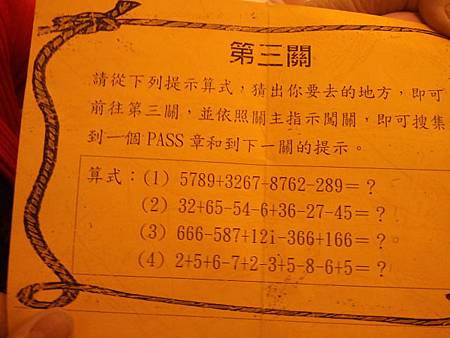 第三關
請從下列提示算式，猜出你要去的地方，即可
前往第三關，並依照關主指示闖關，即可搜集
到一個 PASS 章和到下一關的提示。
算式：(1) 5789+3267-8762-289＝？
(2) 32+65-54-6+36-27-45＝？
(3) 666-587+121-366+166＝？
(4) 2+5+6-7+2-3+5-8-6+5＝？